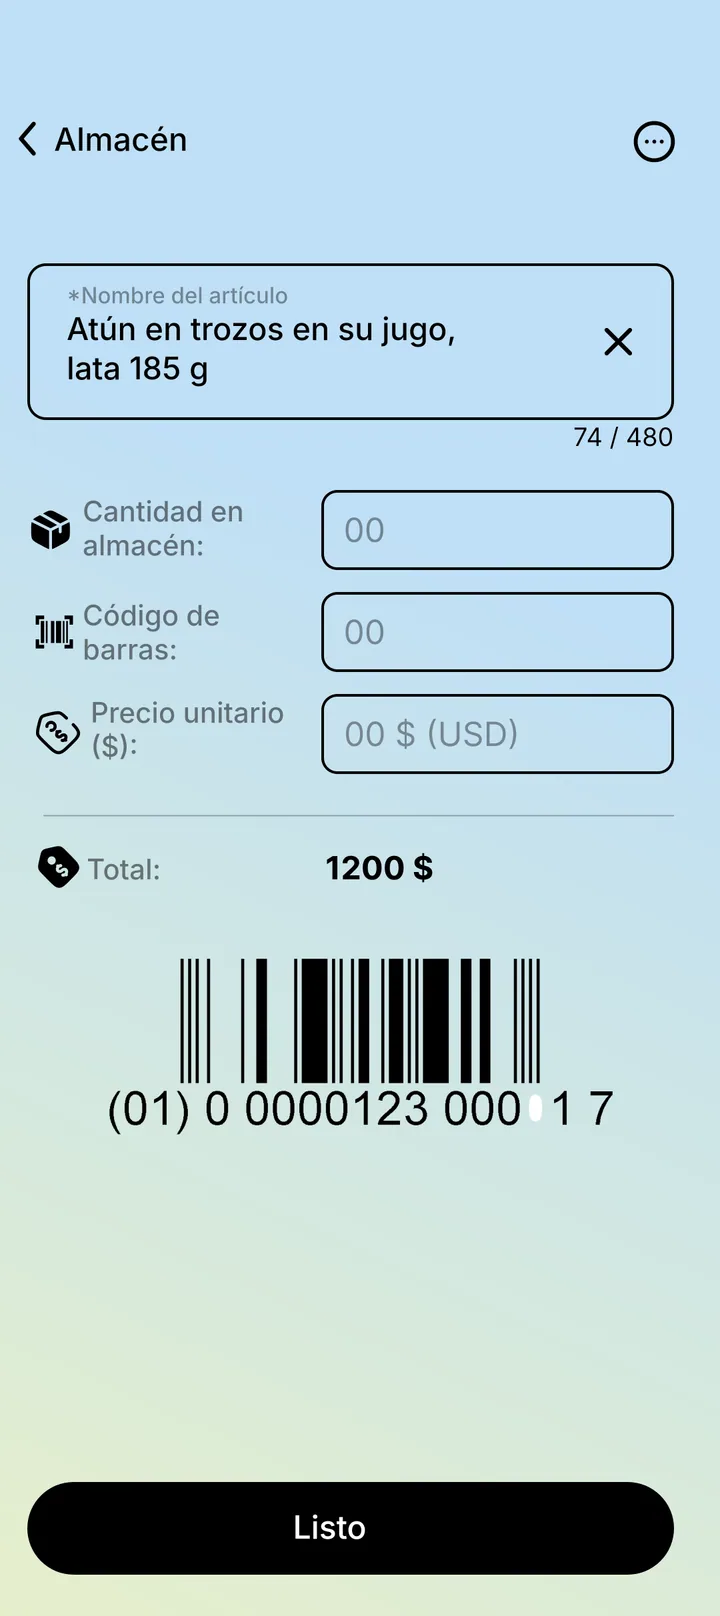 Almacén
*Nombre del artículo
Atún en trozos en su jugo,
lata 185 g
74 / 480
Cantidad en
almacén:
00
Código de
barras:
00
Precio unitario
($):
00 $ (USD)
Total:
1200 $
(01) 0 0000123 000 1 7
Listo